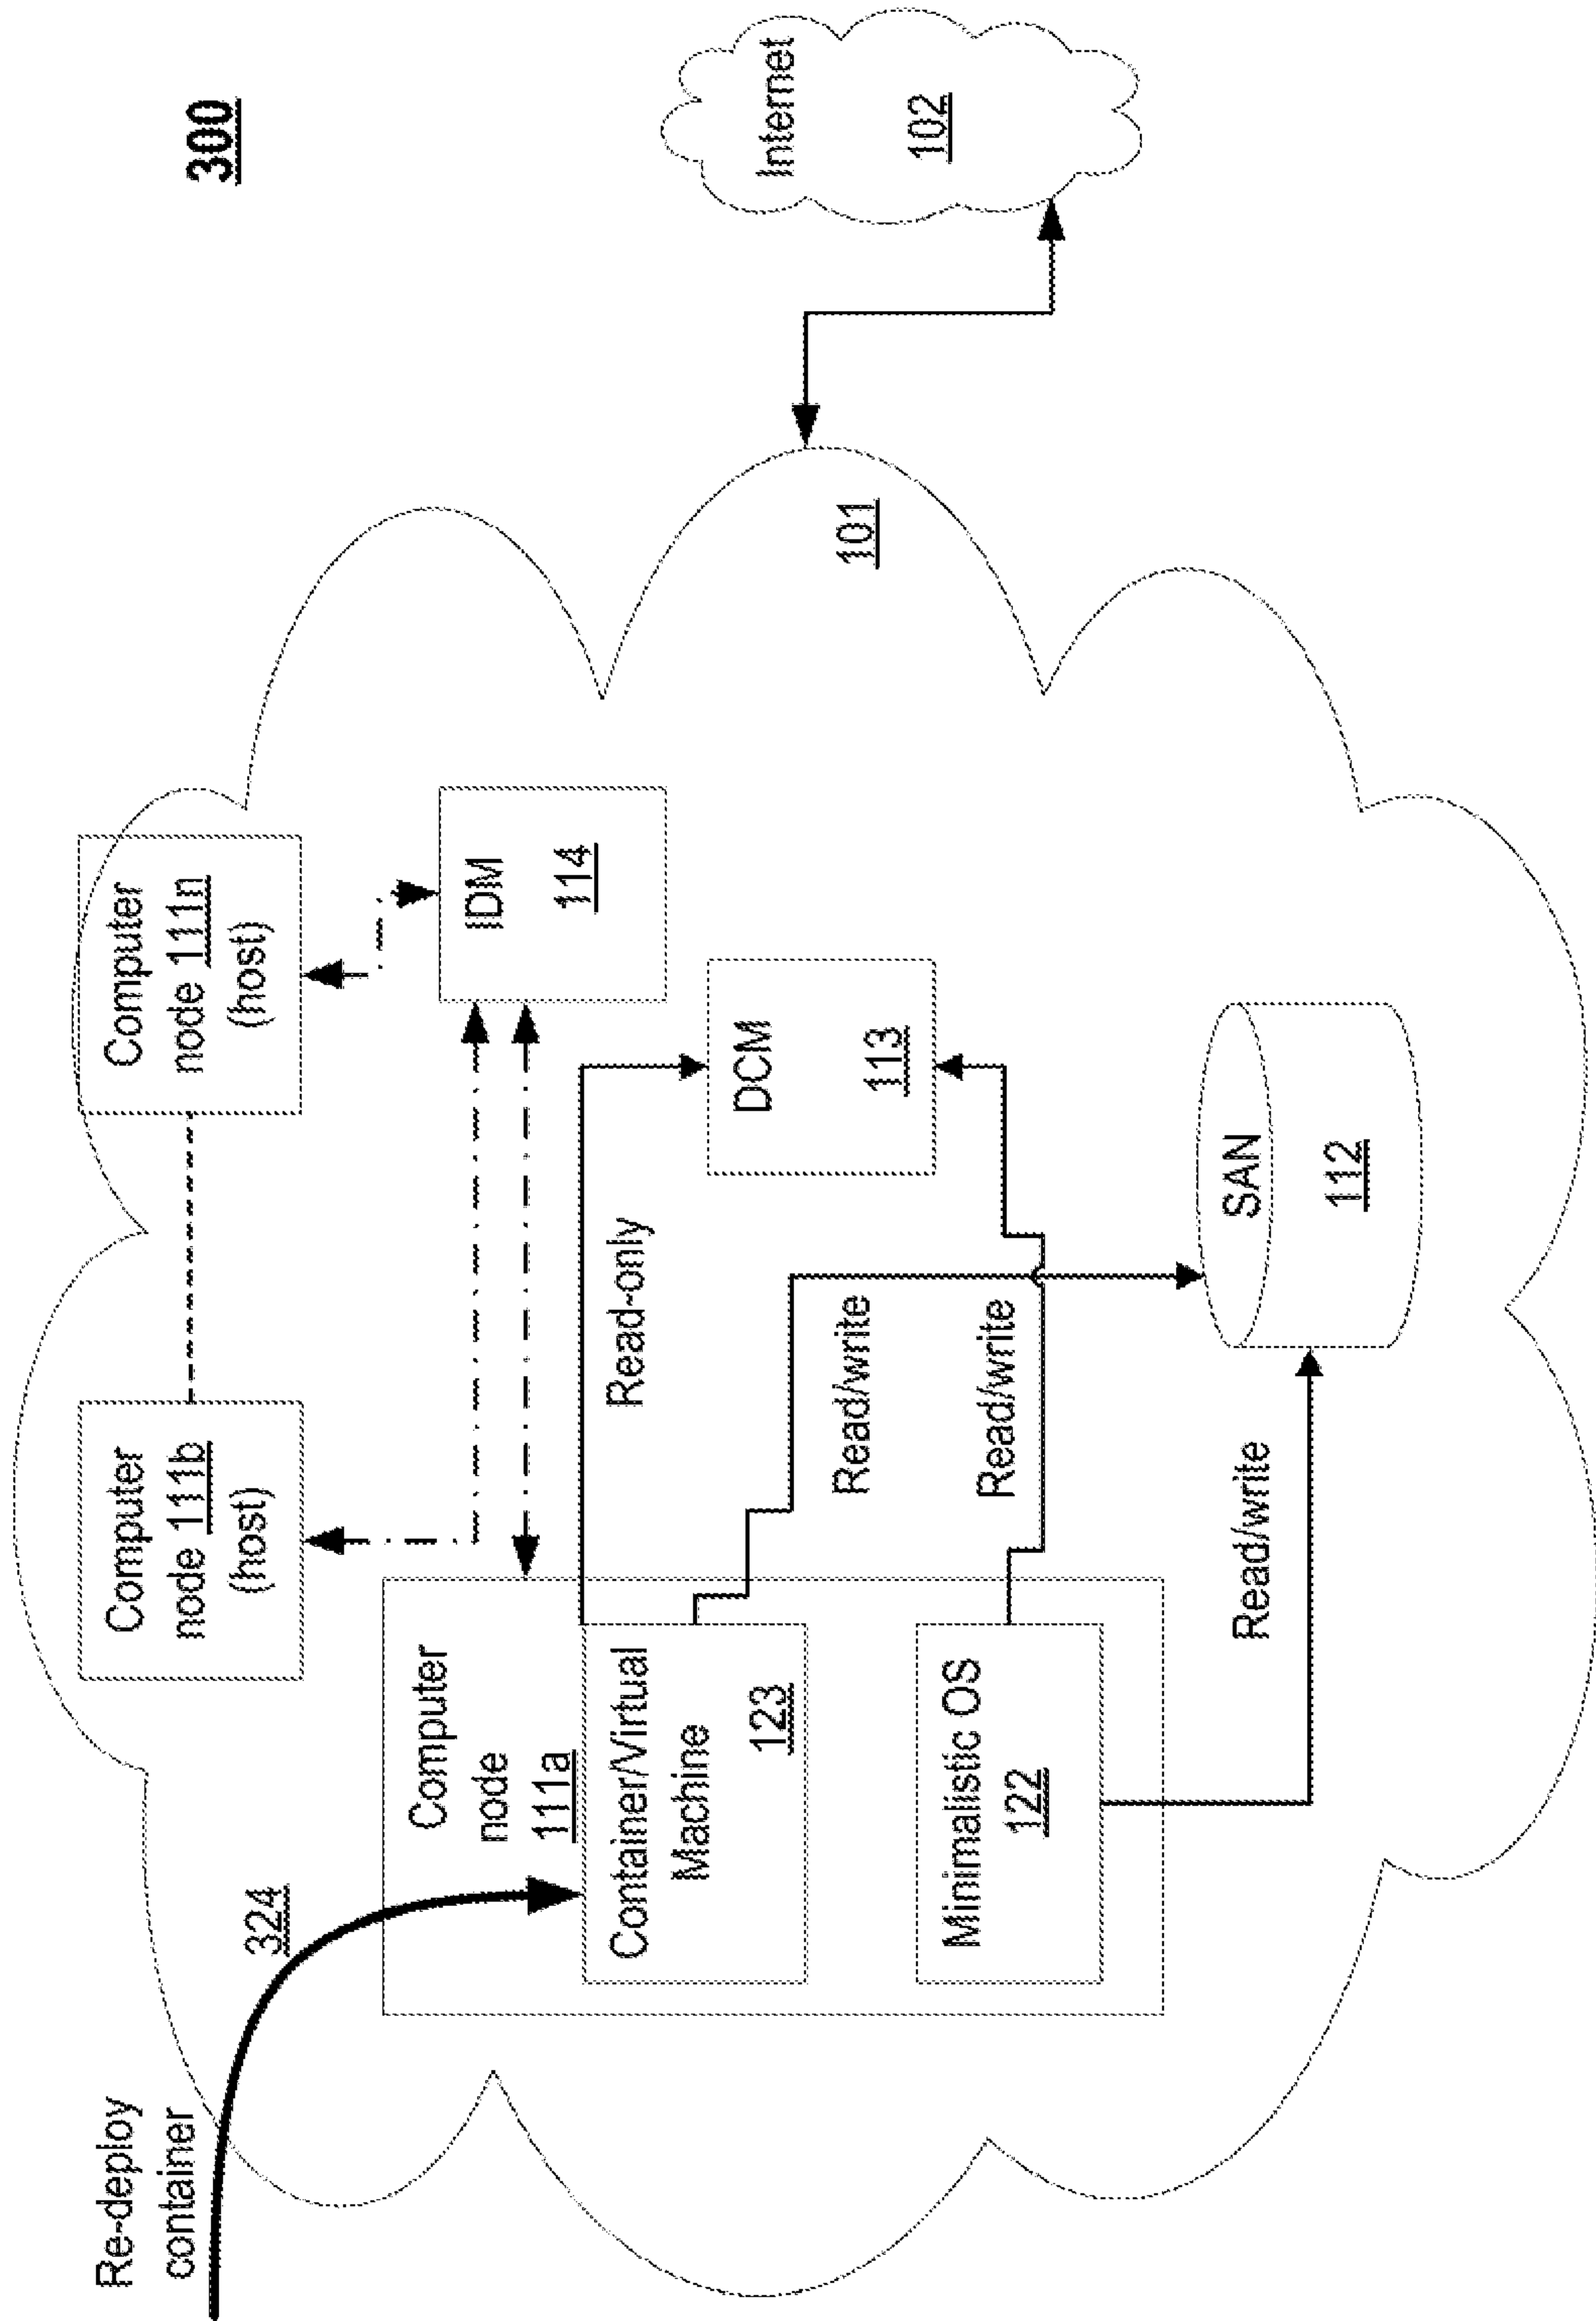 300
Re-deploy
container
324
Computer
node 111b
(host)
Computer
node 111n
(host)
Computer
node
111a
IDM
114
Container/Virtual
Machine
123
Read-only
DCM
113
Internet
102
101
Read/write
Read/write
Minimalistic OS
122
Read/write
SAN
112